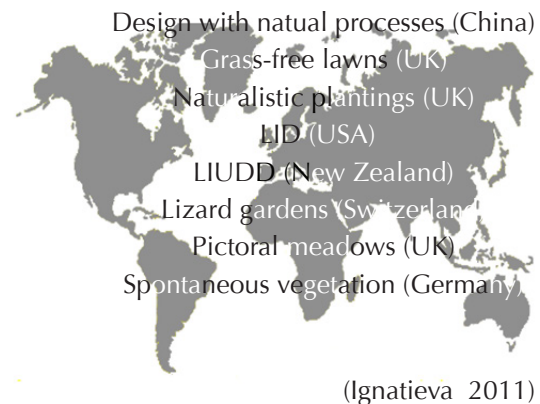 Design with natual processes (China)
Grass-free lawns (UK)
Naturalistic plantings (UK)
LID (USA)
LIUDD (New Zealand)
Lizard gardens (Switzerland)
Pictoral meadows (UK)
Spontaneous vegetation (Germany)
(Ignatieva 2011)